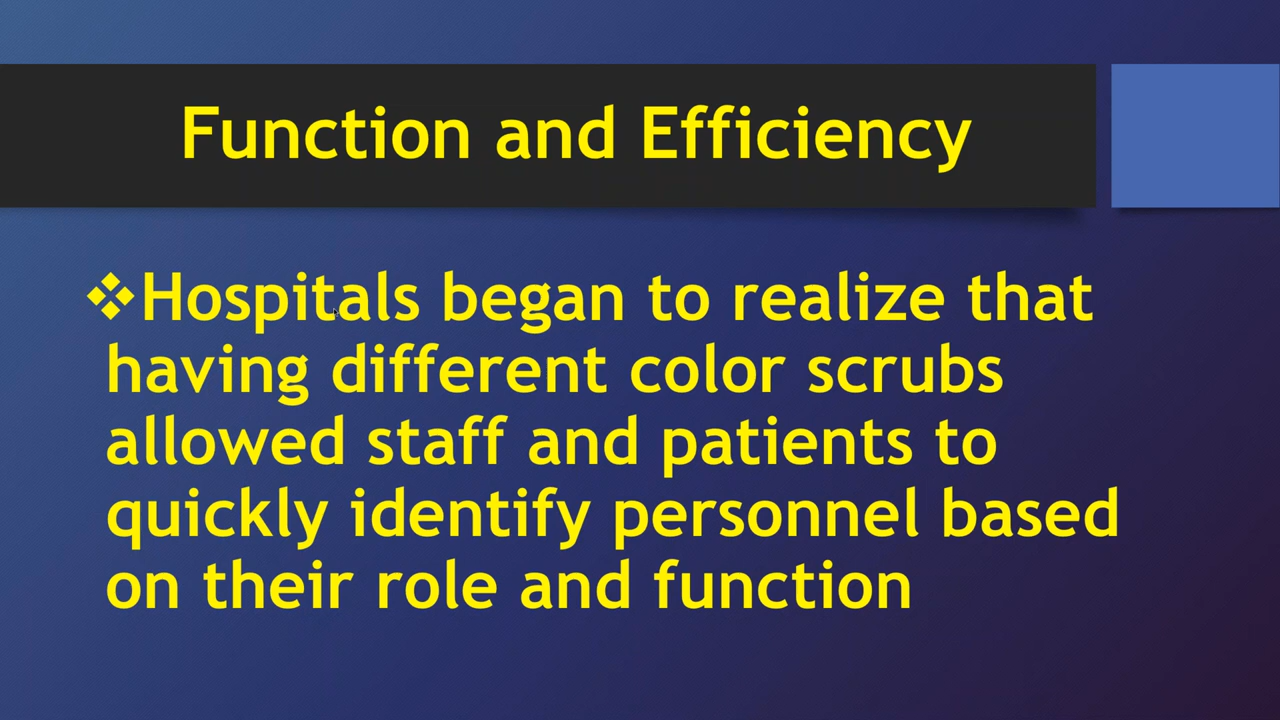 Function and Efficiency
❖Hospitals began to realize that
having different color scrubs
allowed staff and patients to
quickly identify personnel based
on their role and function